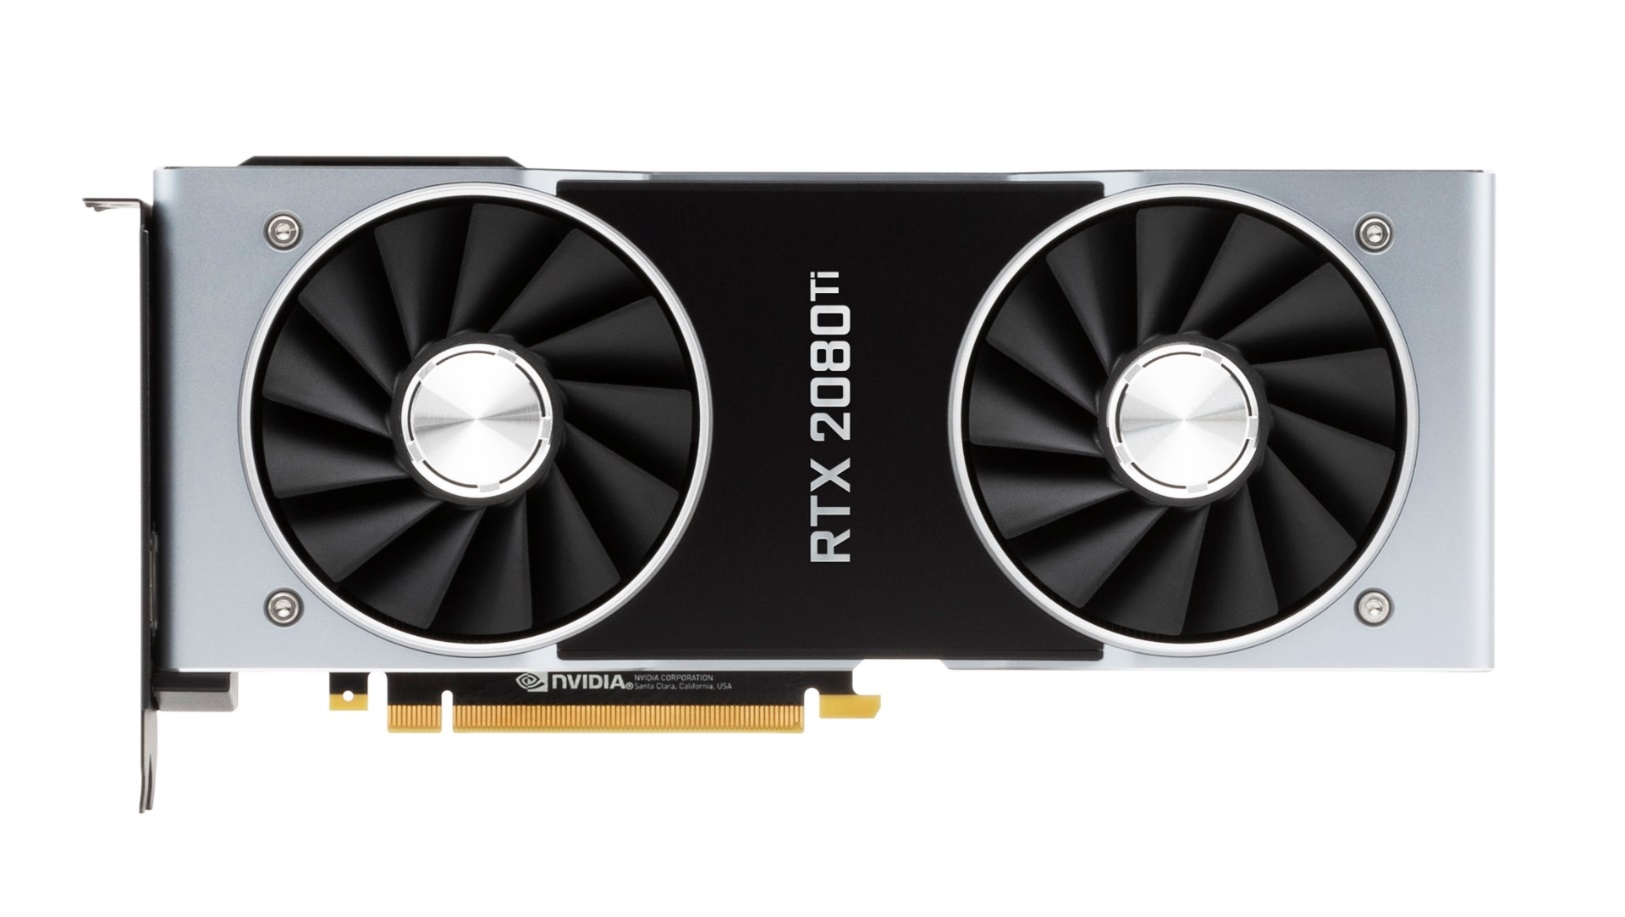 RTX 2080Ti
NVIDIA®
NVIDIA CORPORATION
Santa Clara, California, USA